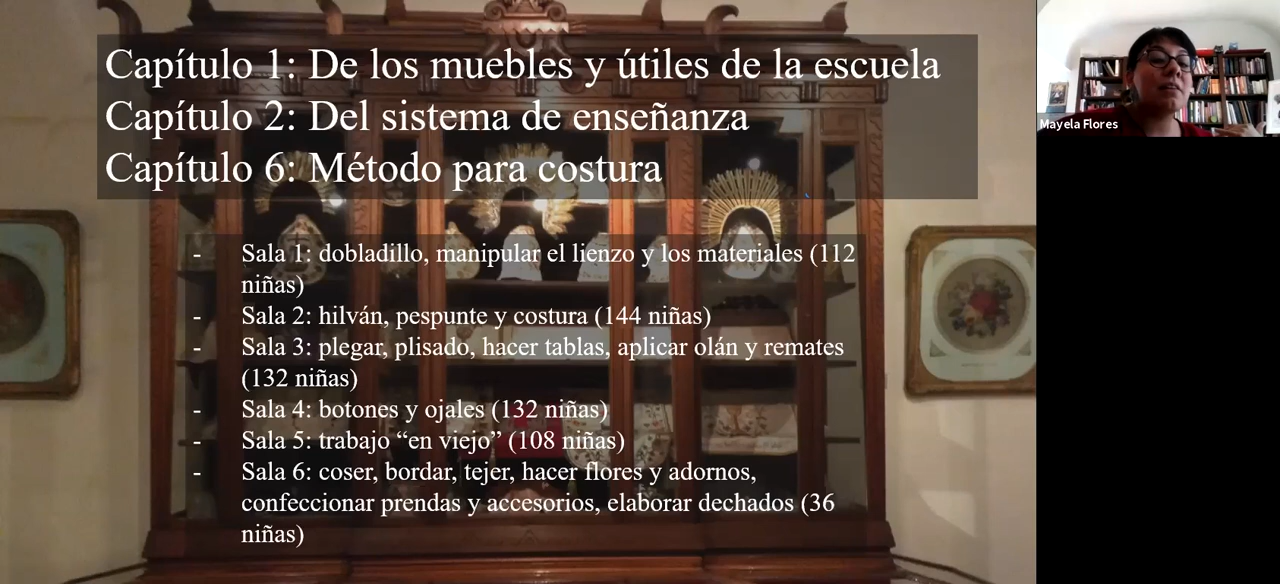 Capítulo 1: De los muebles y útiles de la escuela
Capítulo 2: Del sistema de enseñanza
Capítulo 6: Método para costura
- Sala 1: dobladillo, manipular el lienzo y los materiales (112
niñas)
- Sala 2: hilván, pespunte y costura (144 niñas)
- Sala 3: plegar, plisado, hacer tablas, aplicar olán y remates
(132 niñas)
- Sala 4: botones y ojales (132 niñas)
- Sala 5: trabajo “en viejo” (108 niñas)
- Sala 6: coser, bordar, tejer, hacer flores y adornos,
confeccionar prendas y accesorios, elaborar dechados (36
niñas)
Mayela Flores